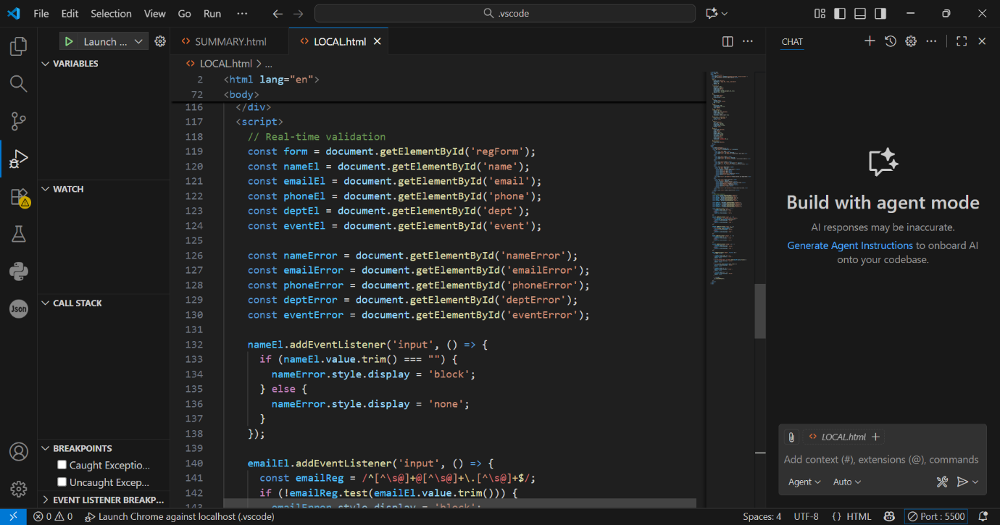 File Edit Selection View Go Run ··· .vscode
Launch ... SUMMARY.html LOCAL.html CHAT
VARIABLES
LOCAL.html > ...
2 <html lang="en">
72 <body>
116 </div>
117 <script>
118 // Real-time validation
119 const form = document.getElementById('regForm');
120 const nameEl = document.getElementById('name');
121 const emailEl = document.getElementById('email');
122 const phoneEl = document.getElementById('phone');
123 const deptEl = document.getElementById('dept');
124 const eventEl = document.getElementById('event');
125
126 const nameError = document.getElementById('nameError');
127 const emailError = document.getElementById('emailError');
128 const phoneError = document.getElementById('phoneError');
129 const deptError = document.getElementById('deptError');
130 const eventError = document.getElementById('eventError');
131
132 nameEl.addEventListener('input', () => {
133 if (nameEl.value.trim() === "") {
134 nameError.style.display = 'block';
135 } else {
136 nameError.style.display = 'none';
137 }
138 });
139
140 emailEl.addEventListener('input', () => {
141 const emailReg = /^[^\s@]+@[^\s@]+\.[^\s@]+$/;
142 if (!emailReg.test(emailEl.value.trim())) {
143 emailError.style.display = 'block';
WATCH
CALL STACK
Json
BREAKPOINTS
Caught Exceptio...
Uncaught Excep...
EVENT LISTENER BREAKP...
Build with agent mode
AI responses may be inaccurate.
Generate Agent Instructions to onboard AI
onto your codebase.
LOCAL.html
Add context (#), extensions (@), commands
Agent Auto
0 0 Launch Chrome against localhost (.vscode) Spaces: 4 UTF-8 {} HTML Port : 5500